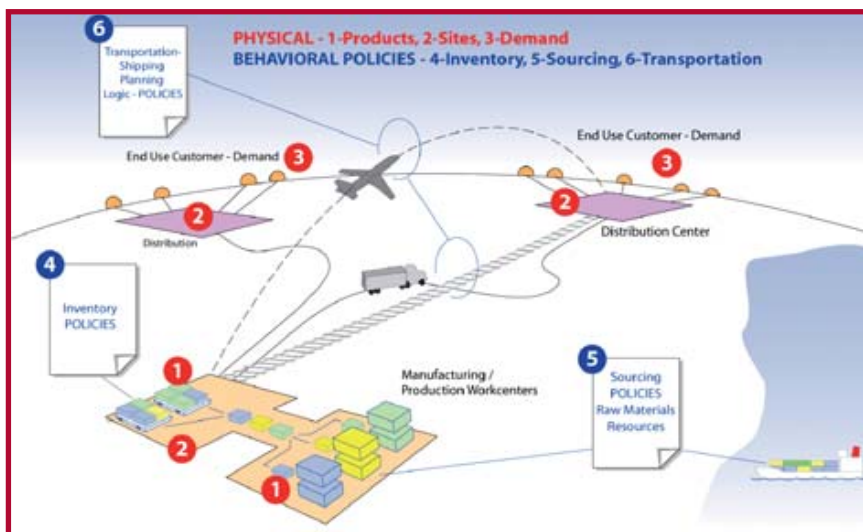 6
PHYSICAL - 1-Products, 2-Sites, 3-Demand
BEHAVIORAL POLICIES - 4-Inventory, 5-Sourcing, 6-Transportation
Transportation-
Shipping
Planning
Logic - POLICIES
End Use Customer - Demand
3
End Use Customer - Demand
3
2
Distribution
2
Distribution Center
4
Inventory
POLICIES
1
2
1
Manufacturing /
Production Workcenters
5
Sourcing
POLICIES
Raw Materials
Resources